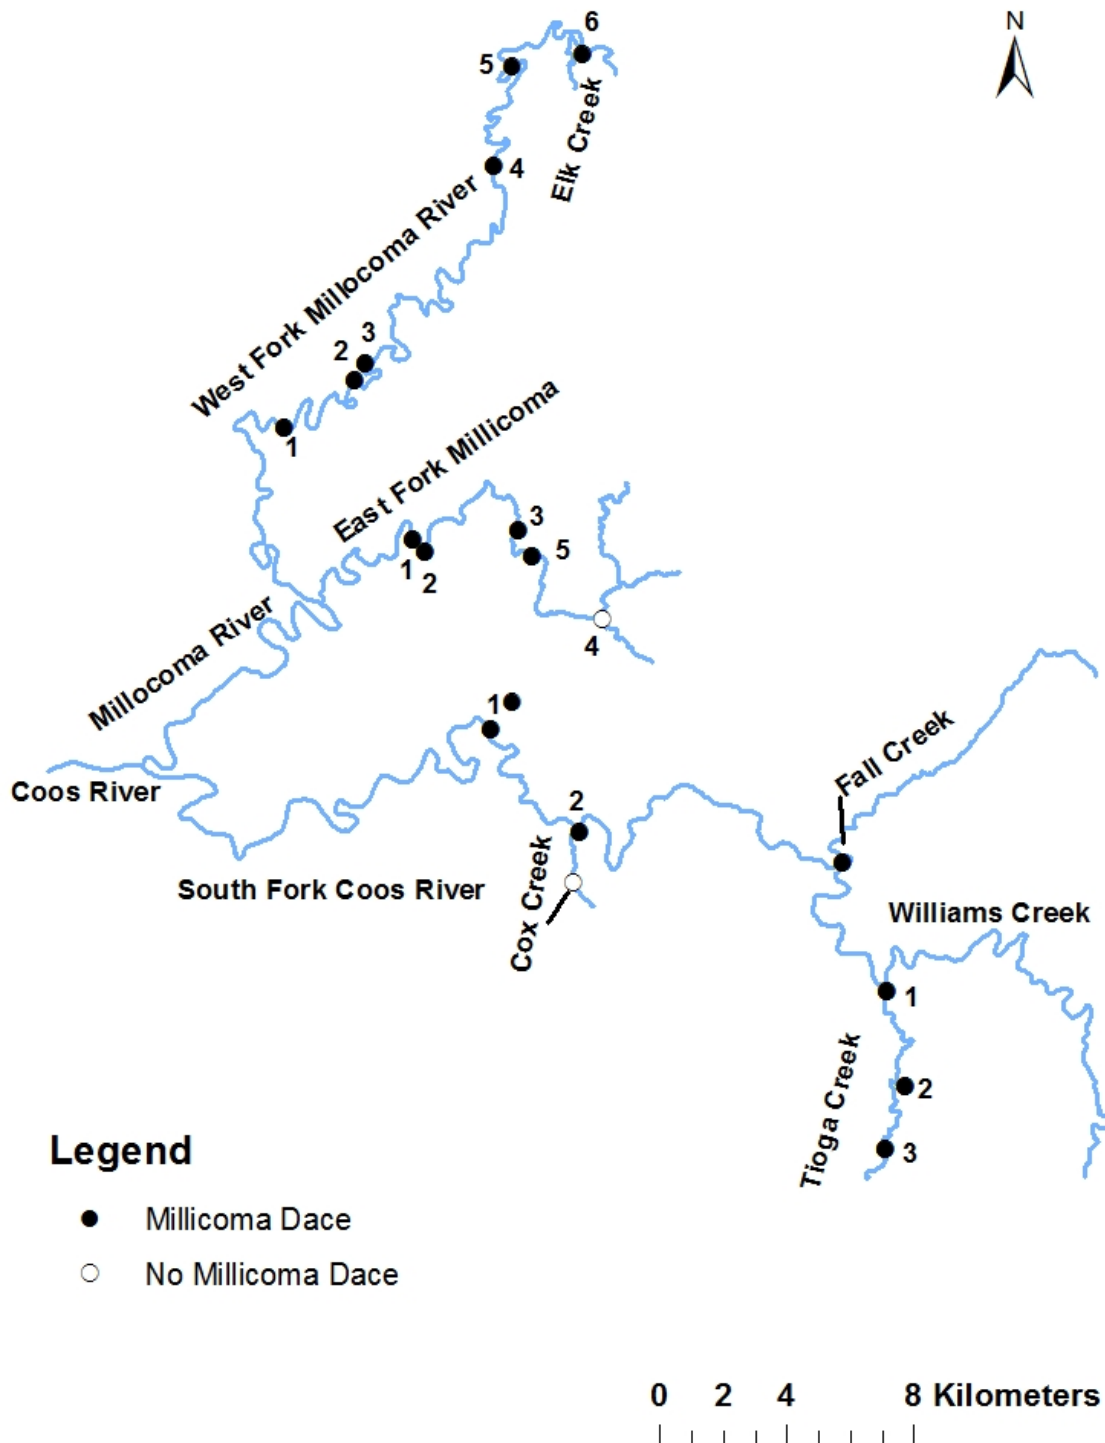 6
N
5
Elk Creek
4
West Fork Millocoma River
3
2
1
East Fork Millicoma
3
5
1
2
Millocoma River
4
1
Fall Creek
Coos River
2
Cox Creek
South Fork Coos River
Williams Creek
1
Tioga Creek
2
3
Legend
Millicoma Dace
No Millicoma Dace
0 2 4 8 Kilometers